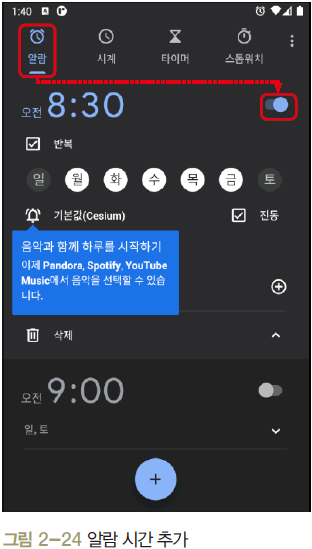 1:40
알람
시계
타이머
스톱워치
오전 8:30
반복
일 월 화 수 목 금 토
기본값(Cesium)
진동
음악과 함께 하루를 시작하기
이제 Pandora, Spotify, YouTube
Music에서 음악을 선택할 수 있습
니다.
삭제
오전 9:00
일, 토
그림 2-24 알람 시간 추가